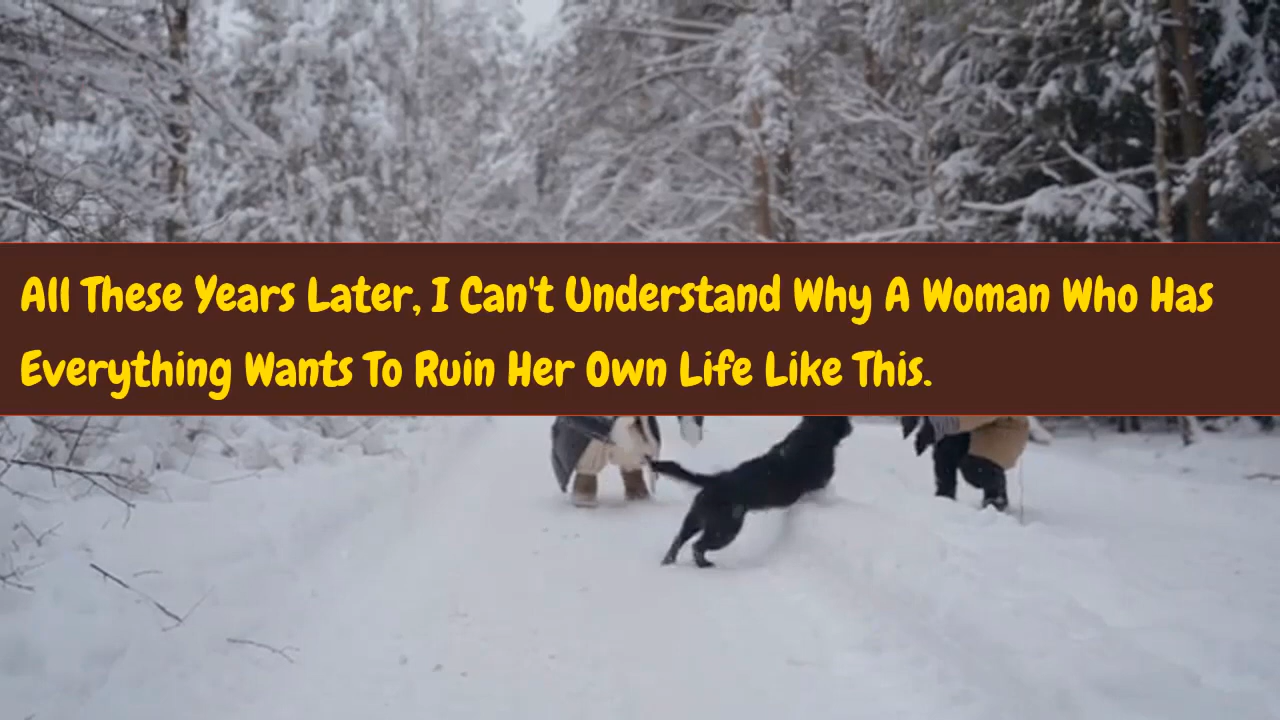 All These Years Later, I Can't Understand Why A Woman Who Has
Everything Wants To Ruin Her Own Life Like This.